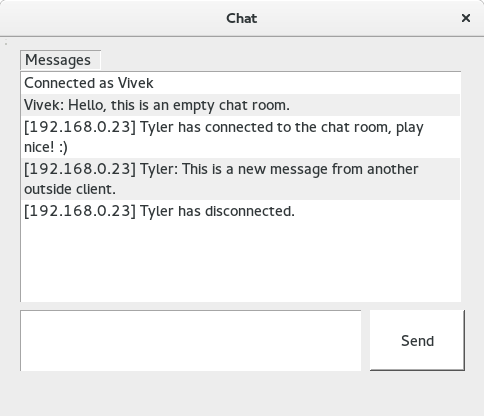 Chat
Messages
Connected as Vivek
Vivek: Hello, this is an empty chat room.
[192.168.0.23] Tyler has connected to the chat room, play
nice! :)
[192.168.0.23] Tyler: This is a new message from another
outside client.
[192.168.0.23] Tyler has disconnected.
Send